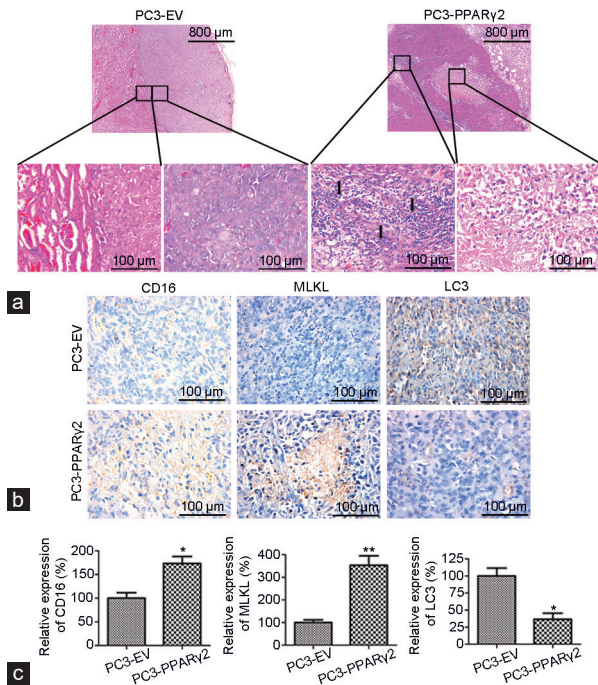 PC3-EV
PC3-PPARγ2
800 µm
800 µm
100 µm
100 µm
100 µm
100 µm
a
CD16
MLKL
LC3
PC3-EV
100 µm
100 µm
100 µm
PC3-PPARγ2
100 µm
100 µm
100 µm
b
Relative expression
of CD16 (%)
200
150
100
50
0
*
PC3-EV
PC3-PPARγ2
Relative expression
of MLKL (%)
400
300
200
100
0
**
PC3-EV
PC3-PPARγ2
Relative expression
of LC3 (%)
125
100
75
50
25
0
*
PC3-EV
PC3-PPARγ2
c